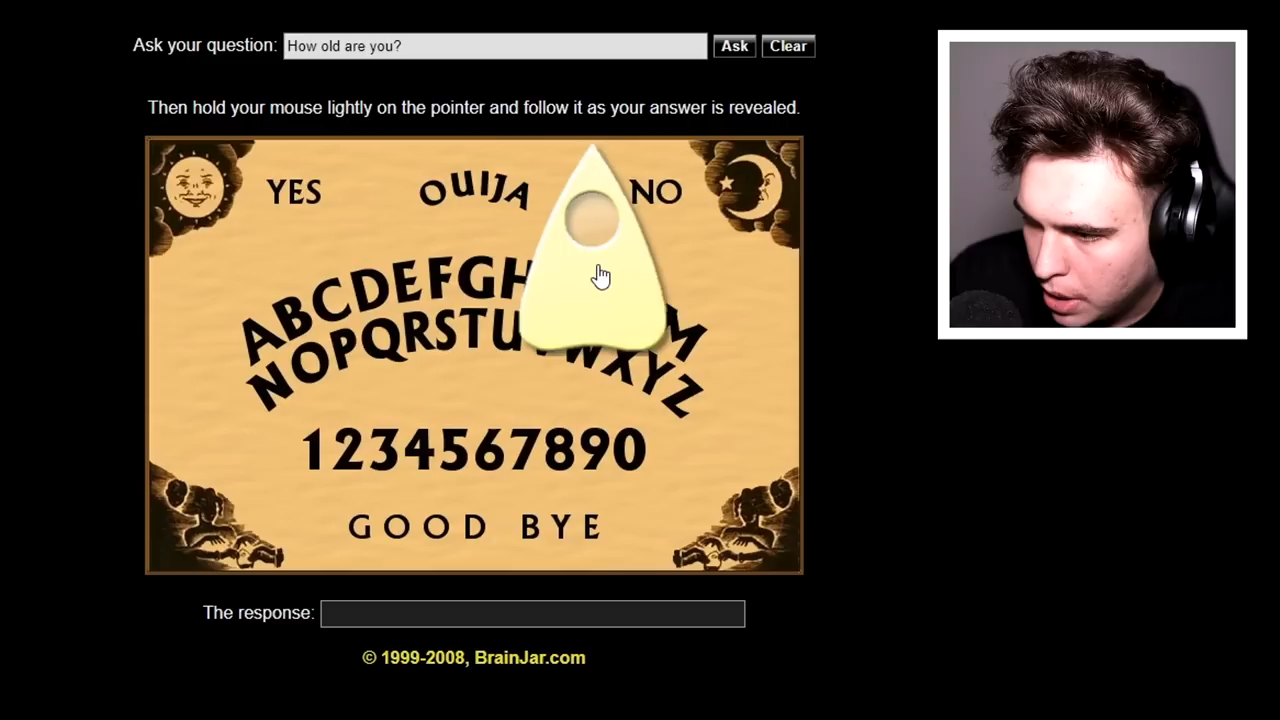 Ask your question: How old are you? Ask Clear
Then hold your mouse lightly on the pointer and follow it as your answer is revealed.
YES OUIJA NO
ABCDEFGH M
NOPQRSTU WXYZ
1234567890
GOOD BYE
The response:
© 1999-2008, BrainJar.com